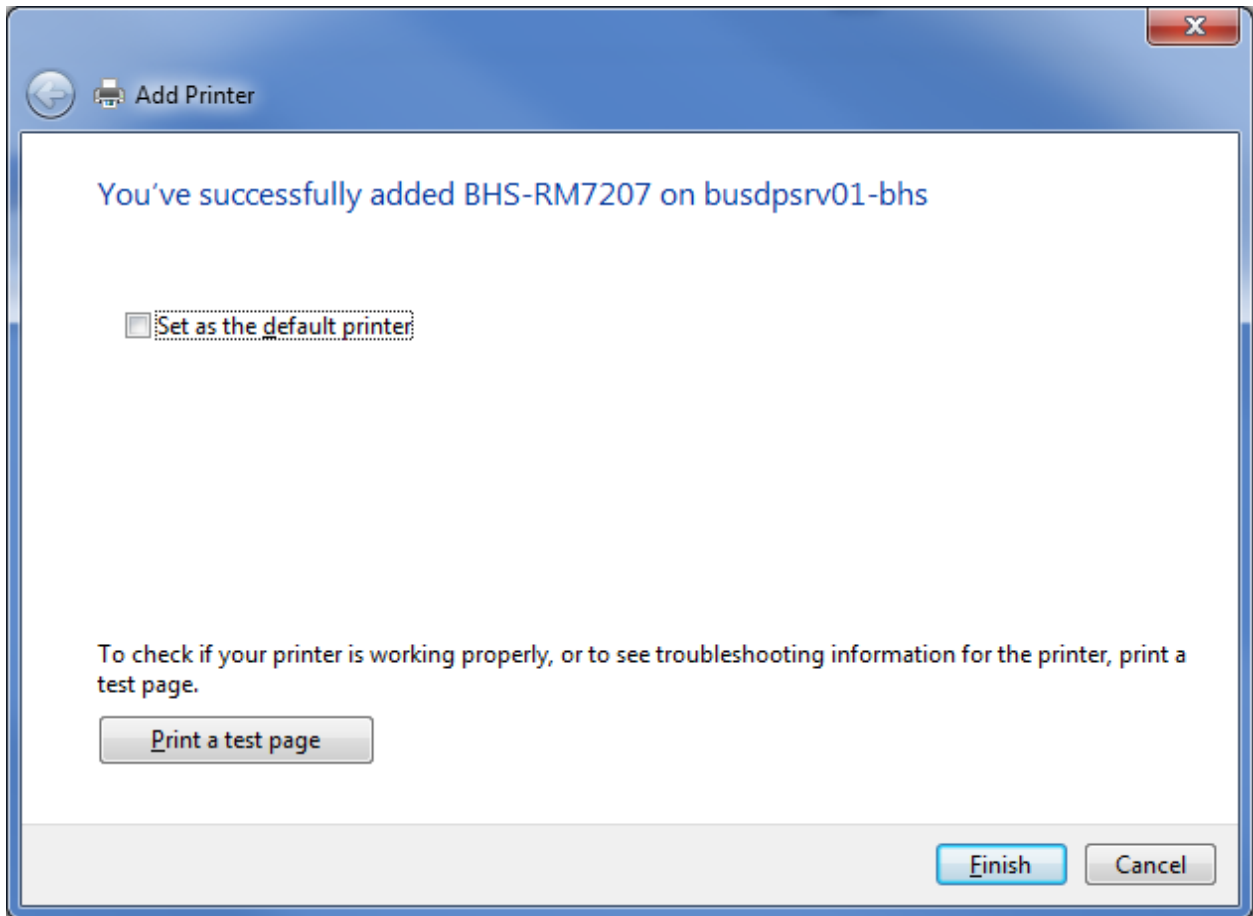 Add Printer
You've successfully added BHS-RM7207 on busdpsrv01-bhs
Set as the default printer
To check if your printer is working properly, or to see troubleshooting information for the printer, print a
test page.
Print a test page
Finish Cancel